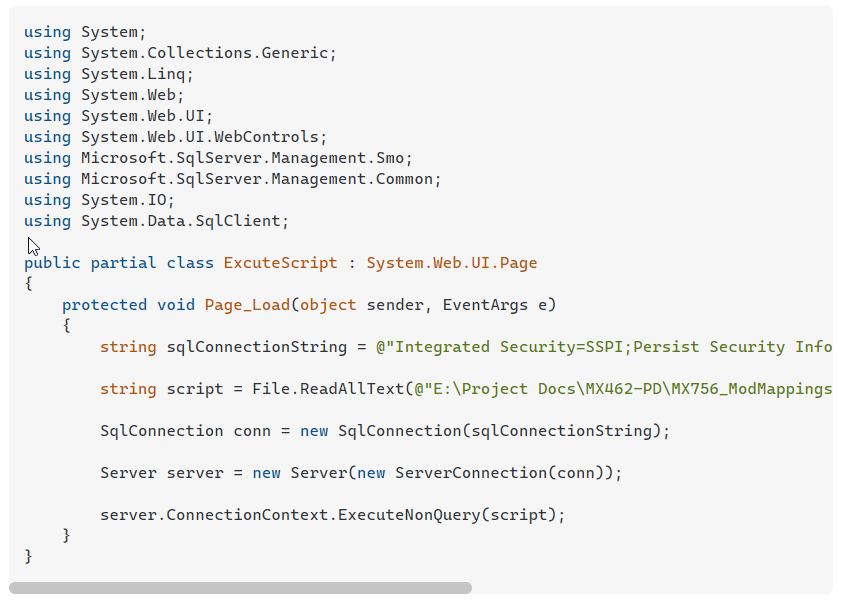 using System;
using System.Collections.Generic;
using System.Linq;
using System.Web;
using System.Web.UI;
using System.Web.UI.WebControls;
using Microsoft.SqlServer.Management.Smo;
using Microsoft.SqlServer.Management.Common;
using System.IO;
using System.Data.SqlClient;
public partial class ExcuteScript : System.Web.UI.Page
{
    protected void Page_Load(object sender, EventArgs e)
    {
        string sqlConnectionString = @"Integrated Security=SSPI;Persist Security Info
        string script = File.ReadAllText(@"E:\Project Docs\MX462-PD\MX756_ModMappings
        SqlConnection conn = new SqlConnection(sqlConnectionString);
        Server server = new Server(new ServerConnection(conn));
        server.ConnectionContext.ExecuteNonQuery(script);
    }
}